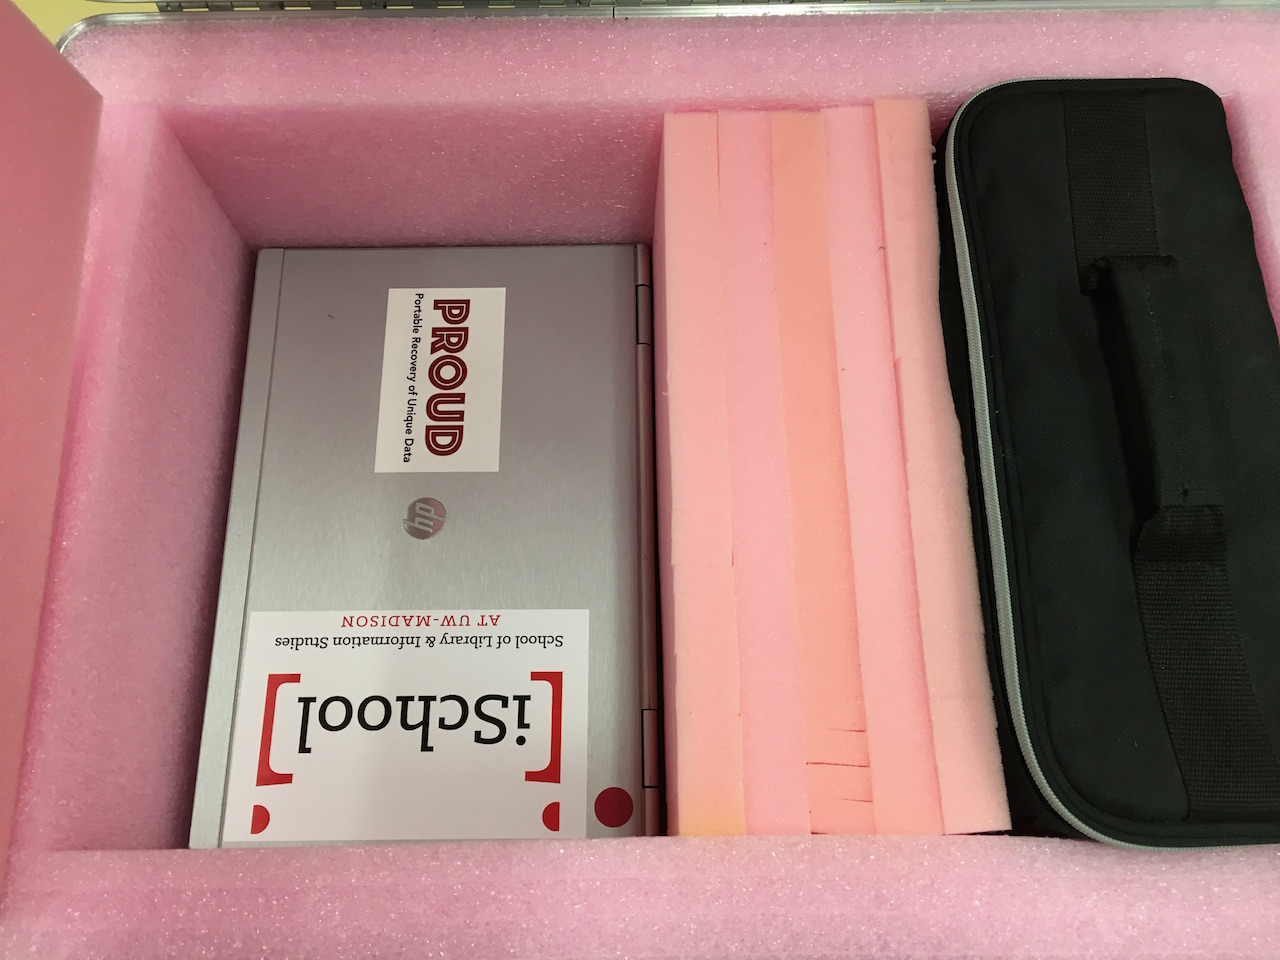 PROUD
Portable Recovery of Unique Data
hp
[iSchool]
School of Library & Information Studies
AT UW-MADISON